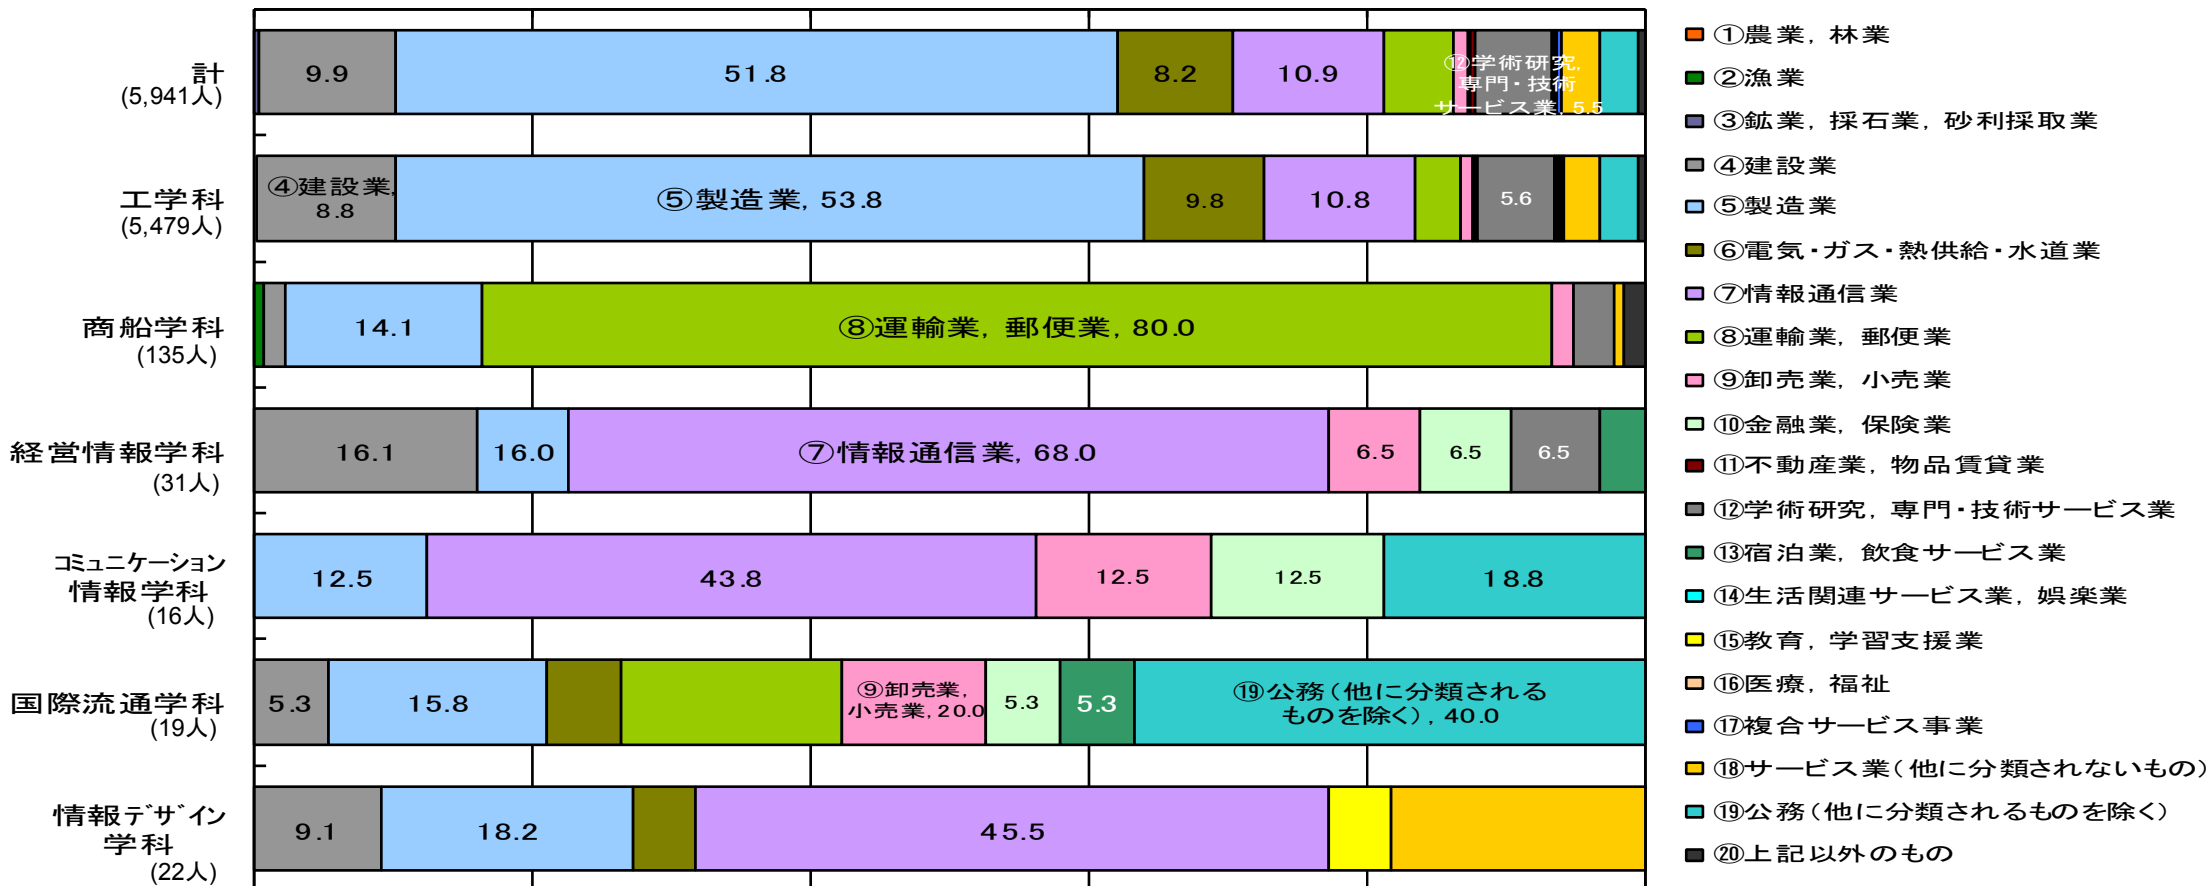 計
(5,941人)
9.9
51.8
8.2
10.9
⑫学術研究,
専門・技術
サービス業, 5.5
工学科
(5,479人)
④建設業,
8.8
⑤製造業, 53.8
9.8
10.8
5.6
商船学科
(135人)
14.1
⑧運輸業, 郵便業, 80.0
経営情報学科
(31人)
16.1
16.0
⑦情報通信業, 68.0
6.5
6.5
6.5
コミュニケーション
情報学科
(16人)
12.5
43.8
12.5
12.5
18.8
国際流通学科
(19人)
5.3
15.8
⑨卸売業,
小売業, 20.0
5.3
5.3
⑲公務(他に分類される
ものを除く), 40.0
情報デザイン
学科
(22人)
9.1
18.2
45.5
①農業, 林業
②漁業
③鉱業, 採石業, 砂利採取業
④建設業
⑤製造業
⑥電気・ガス・熱供給・水道業
⑦情報通信業
⑧運輸業, 郵便業
⑨卸売業, 小売業
⑩金融業, 保険業
⑪不動産業, 物品賃貸業
⑫学術研究, 専門・技術サービス業
⑬宿泊業, 飲食サービス業
⑭生活関連サービス業, 娯楽業
⑮教育, 学習支援業
⑯医療, 福祉
⑰複合サービス事業
⑱サービス業(他に分類されないもの)
⑲公務(他に分類されるものを除く)
⑳上記以外のもの